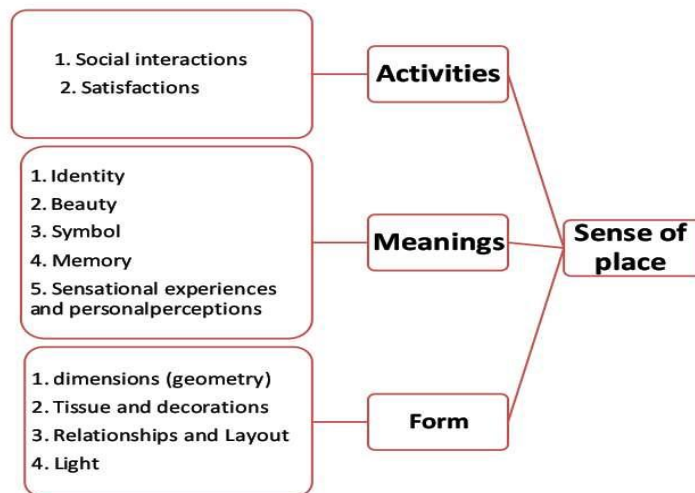 1. Social interactions
2. Satisfactions
Activities
1. Identity
2. Beauty
3. Symbol
4. Memory
5. Sensational experiences
and personalperceptions
Meanings
Sense of
place
1. dimensions (geometry)
2. Tissue and decorations
3. Relationships and Layout
4. Light
Form